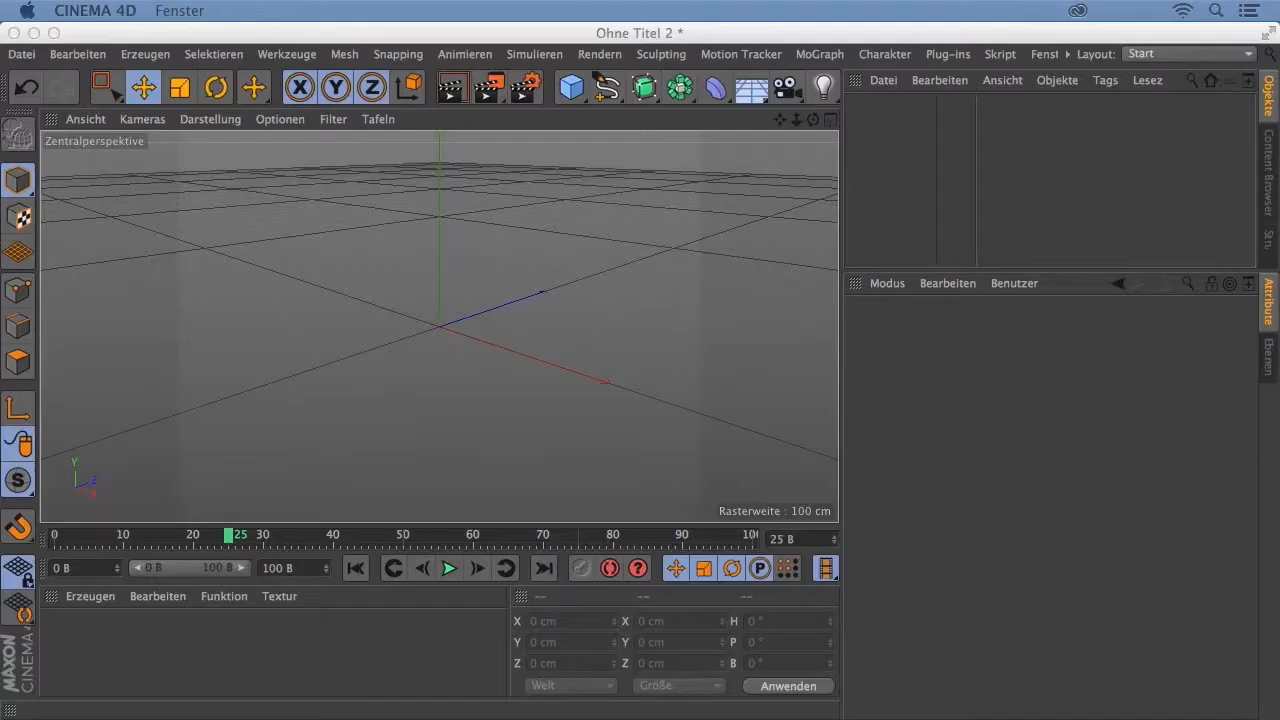 CINEMA 4D Fenster
Ohne Titel 2 *
Datei Bearbeiten Erzeugen Selektieren Werkzeuge Mesh Snapping Animieren Simulieren Rendern Sculpting Motion Tracker MoGraph Charakter Plug-ins Skript Fenst Layout: Start
X Y Z
Datei Bearbeiten Ansicht Objekte Tags Lesez
Objekte
Content Browser
Str
Ansicht Kameras Darstellung Optionen Filter Tafeln
Zentralperspektive
Modus Bearbeiten Benutzer
Attribute
Ebenen
Y
Z
X
S
Rasterweite : 100 cm
0 10 20 25 30 40 50 60 70 80 90 10 25 B
0 B 0 B 100 B 100 B ? P
Erzeugen Bearbeiten Funktion Textur
-- -- --
X 0 cm X 0 cm H 0 °
Y 0 cm Y 0 cm P 0 °
Z 0 cm Z 0 cm B 0 °
Welt Größe Anwenden
MAXON
CINEMA 4D